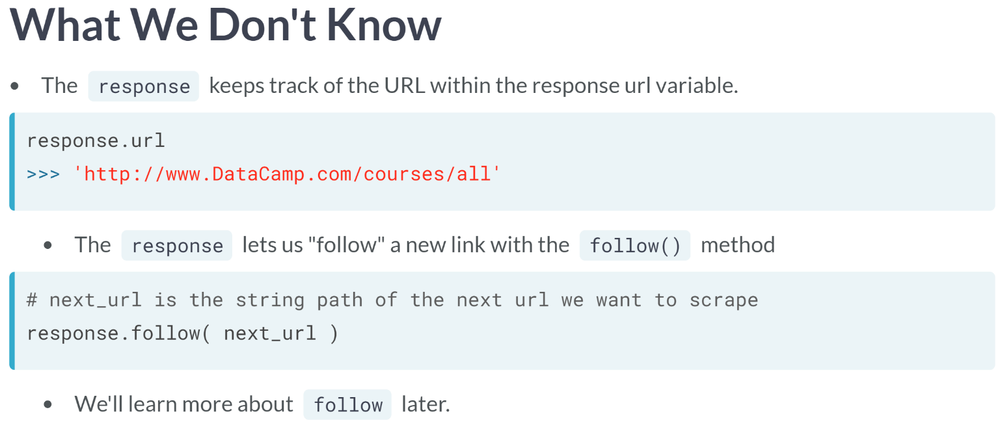 What We Don't Know
• The response keeps track of the URL within the response url variable.
response.url
>>> 'http://www.DataCamp.com/courses/all'
• The response lets us "follow" a new link with the follow() method
# next_url is the string path of the next url we want to scrape
response.follow( next_url )
• We'll learn more about follow later.